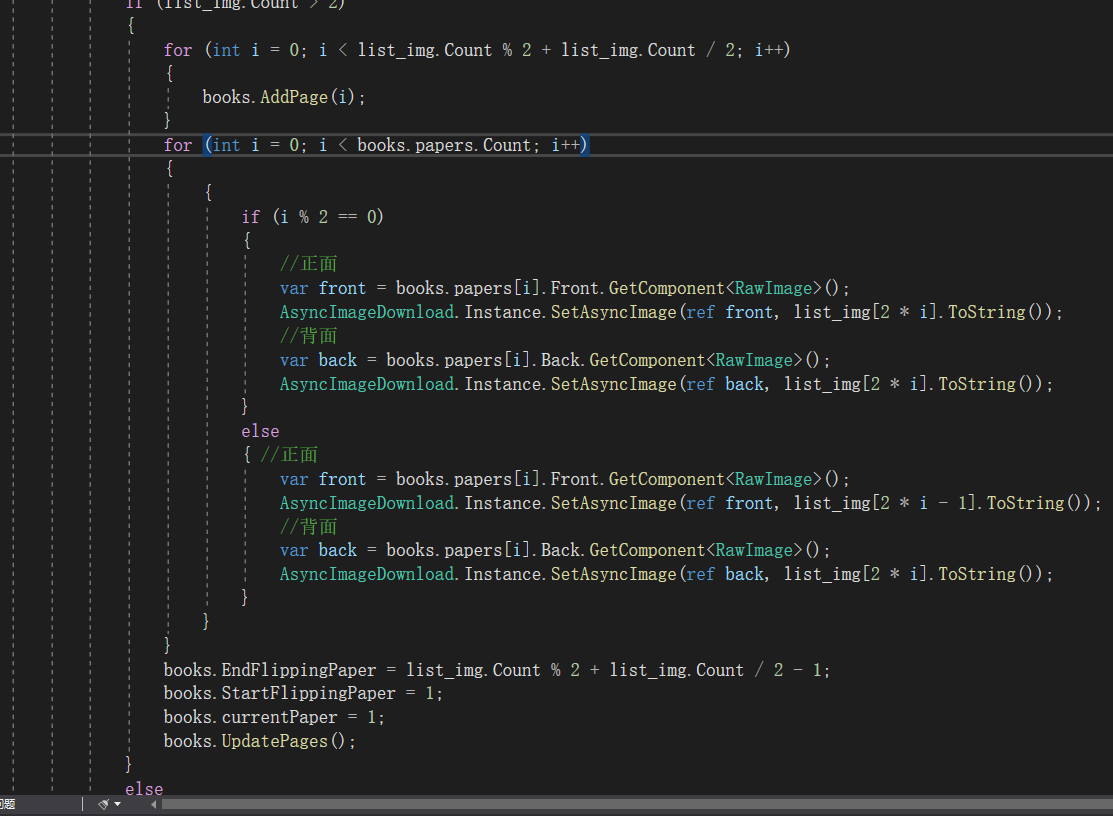 if (list_img.Count > 2)
{
for (int i = 0; i < list_img.Count % 2 + list_img.Count / 2; i++)
{
books.AddPage(i);
}
for (int i = 0; i < books.papers.Count; i++)
{
{
if (i % 2 == 0)
{
//正面
var front = books.papers[i].Front.GetComponent<RawImage>();
AsyncImageDownload.Instance.SetAsyncImage(ref front, list_img[2 * i].ToString());
//背面
var back = books.papers[i].Back.GetComponent<RawImage>();
AsyncImageDownload.Instance.SetAsyncImage(ref back, list_img[2 * i].ToString());
}
else
{ //正面
var front = books.papers[i].Front.GetComponent<RawImage>();
AsyncImageDownload.Instance.SetAsyncImage(ref front, list_img[2 * i - 1].ToString());
//背面
var back = books.papers[i].Back.GetComponent<RawImage>();
AsyncImageDownload.Instance.SetAsyncImage(ref back, list_img[2 * i].ToString());
}
}
}
books.EndFlippingPaper = list_img.Count % 2 + list_img.Count / 2 - 1;
books.StartFlippingPaper = 1;
books.currentPaper = 1;
books.UpdatePages();
}
else
问题